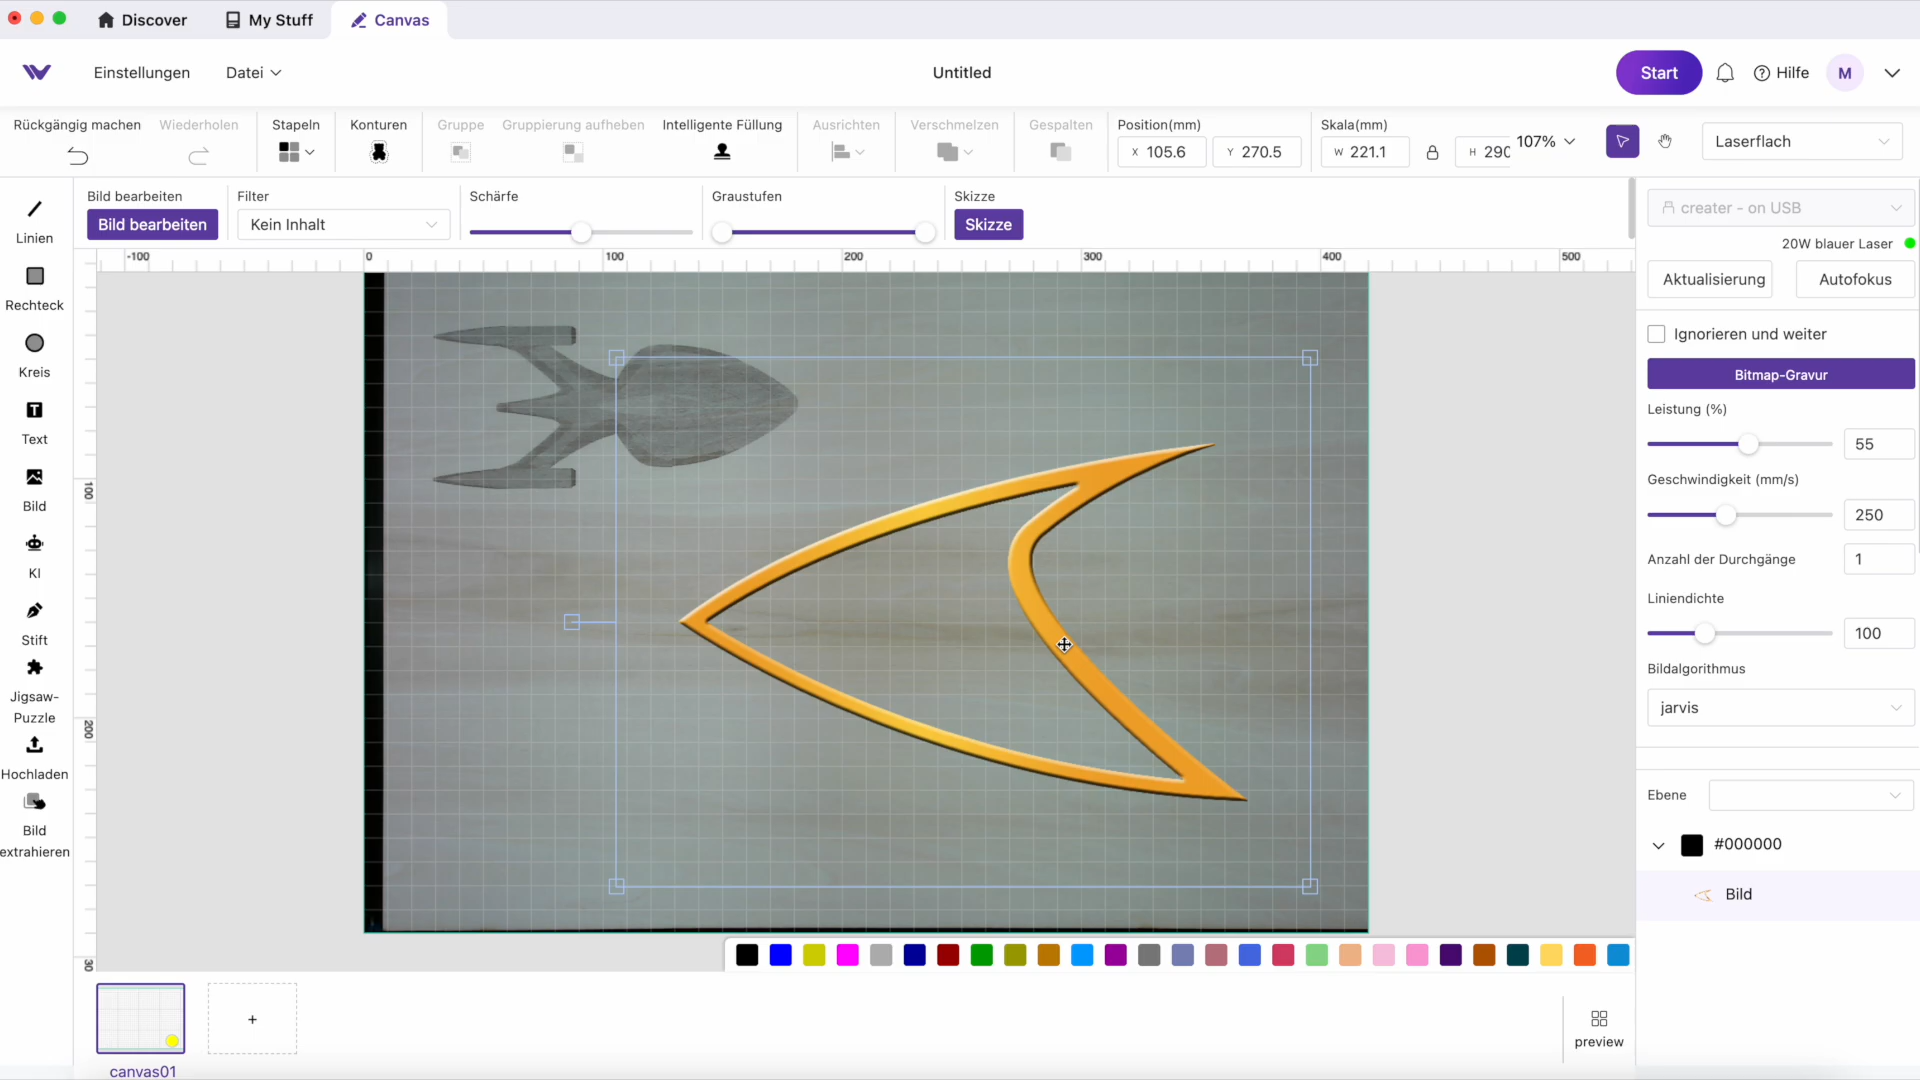 Discover My Stuff Canvas
Einstellungen Datei Untitled Start Hilfe M
Rückgängig machen Wiederholen Stapeln Konturen Gruppe Gruppierung aufheben Intelligente Füllung Ausrichten Verschmelzen Gespalten Position(mm) Skala(mm)
X 105.6 Y 270.5 W 221.1 H 290 107% Laserflach
Bild bearbeiten Filter Schärfe Graustufen Skizze
Bild bearbeiten Kein Inhalt Skizze
-100 0 100 200 300 400 500
100
200
30
Linien
Rechteck
Kreis
Text
Bild
KI
Stift
Jigsaw-
Puzzle
Hochladen
Bild
extrahieren
creater - on USB
20W blauer Laser
Aktualisierung Autofokus
Ignorieren und weiter
Bitmap-Gravur
Leistung (%)
55
Geschwindigkeit (mm/s)
250
Anzahl der Durchgänge 1
Liniendichte
100
Bildalgorithmus
jarvis
Ebene
#000000
Bild
+
canvas01
preview